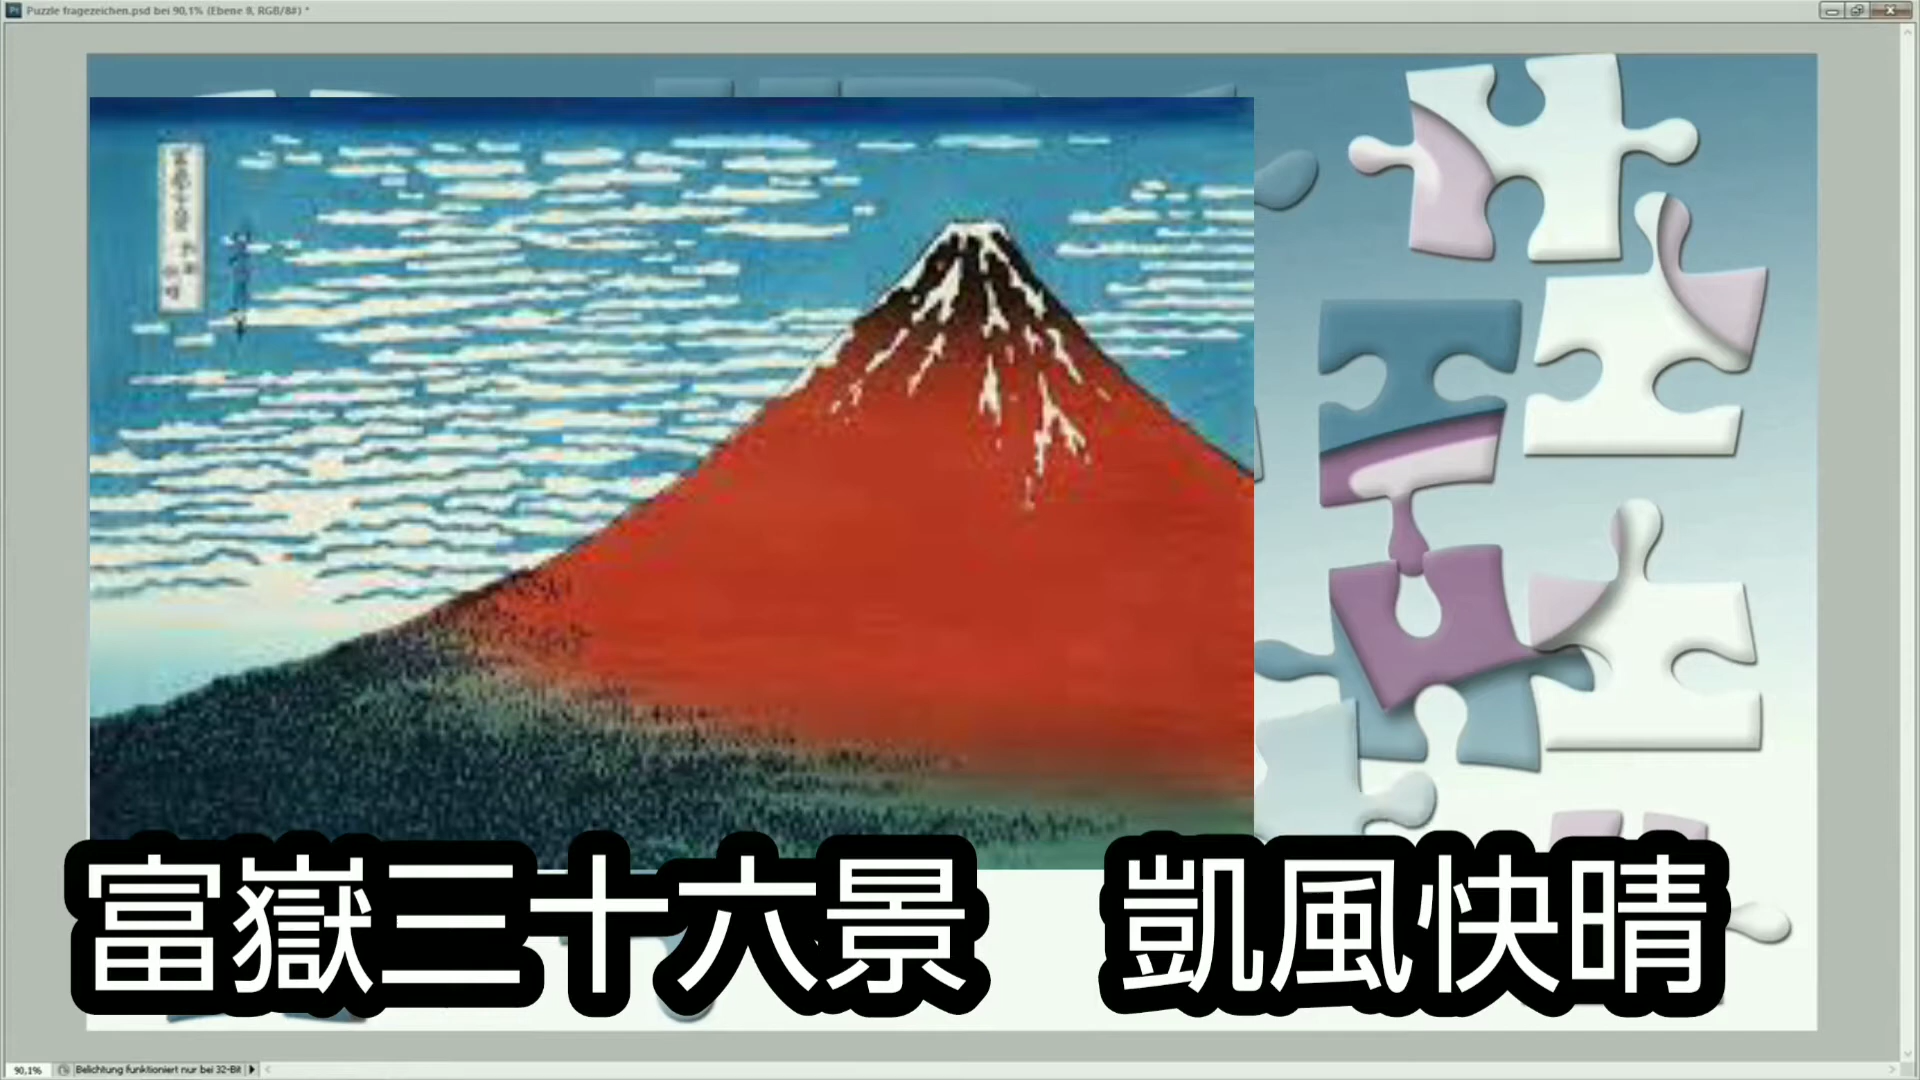 Puzzle fragezeichen.psd bei 90,1% (Ebene 8, RGB/8#) *
富嶽三十六景　凱風快晴
90,1%
Belichtung funktioniert nur bei 32-Bit